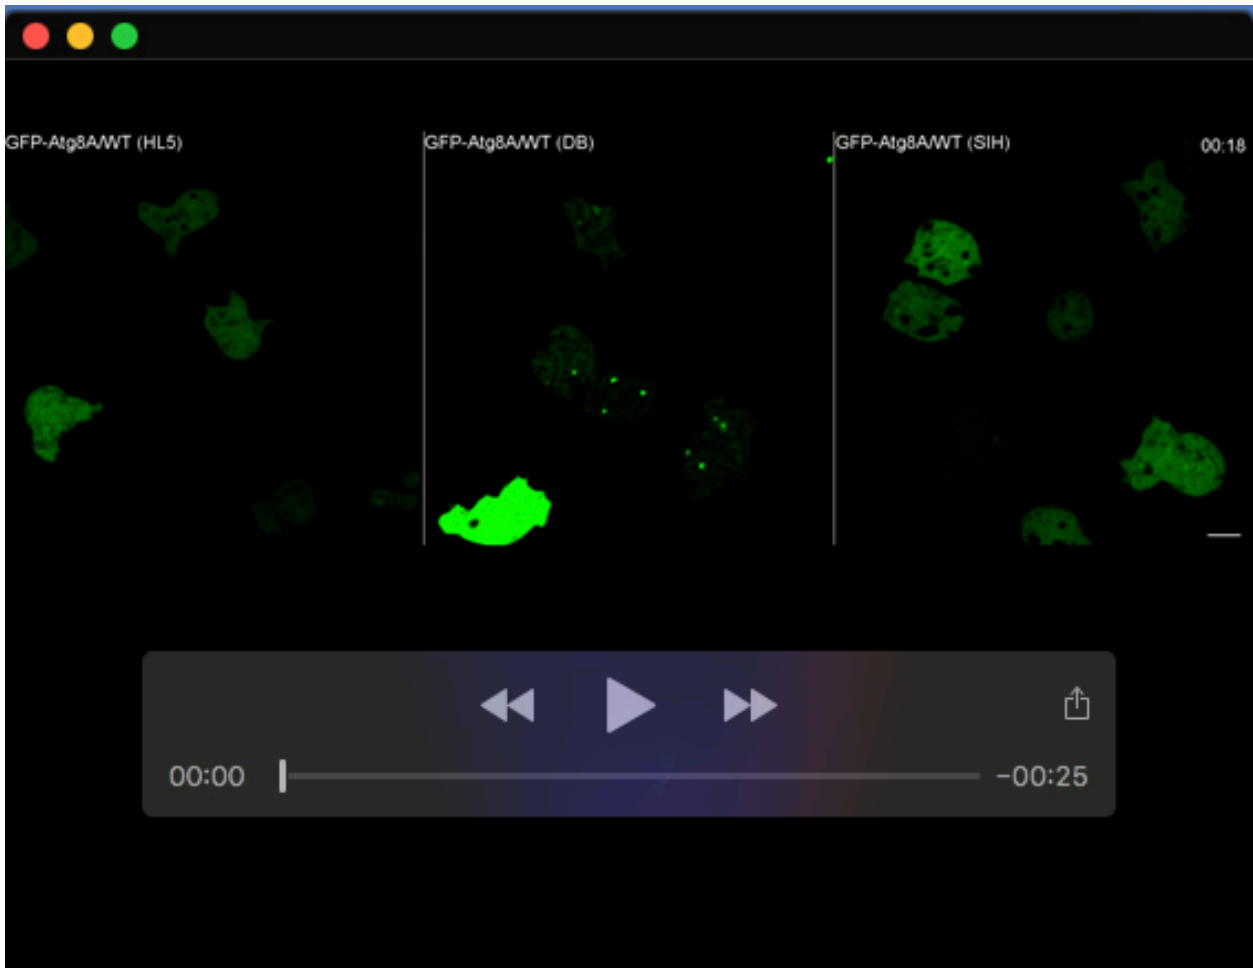 GFP-Atg8A/WT (HL5)
GFP-Atg8A/WT (DB)
GFP-Atg8A/WT (SIH)
00:18
00:00
-00:25